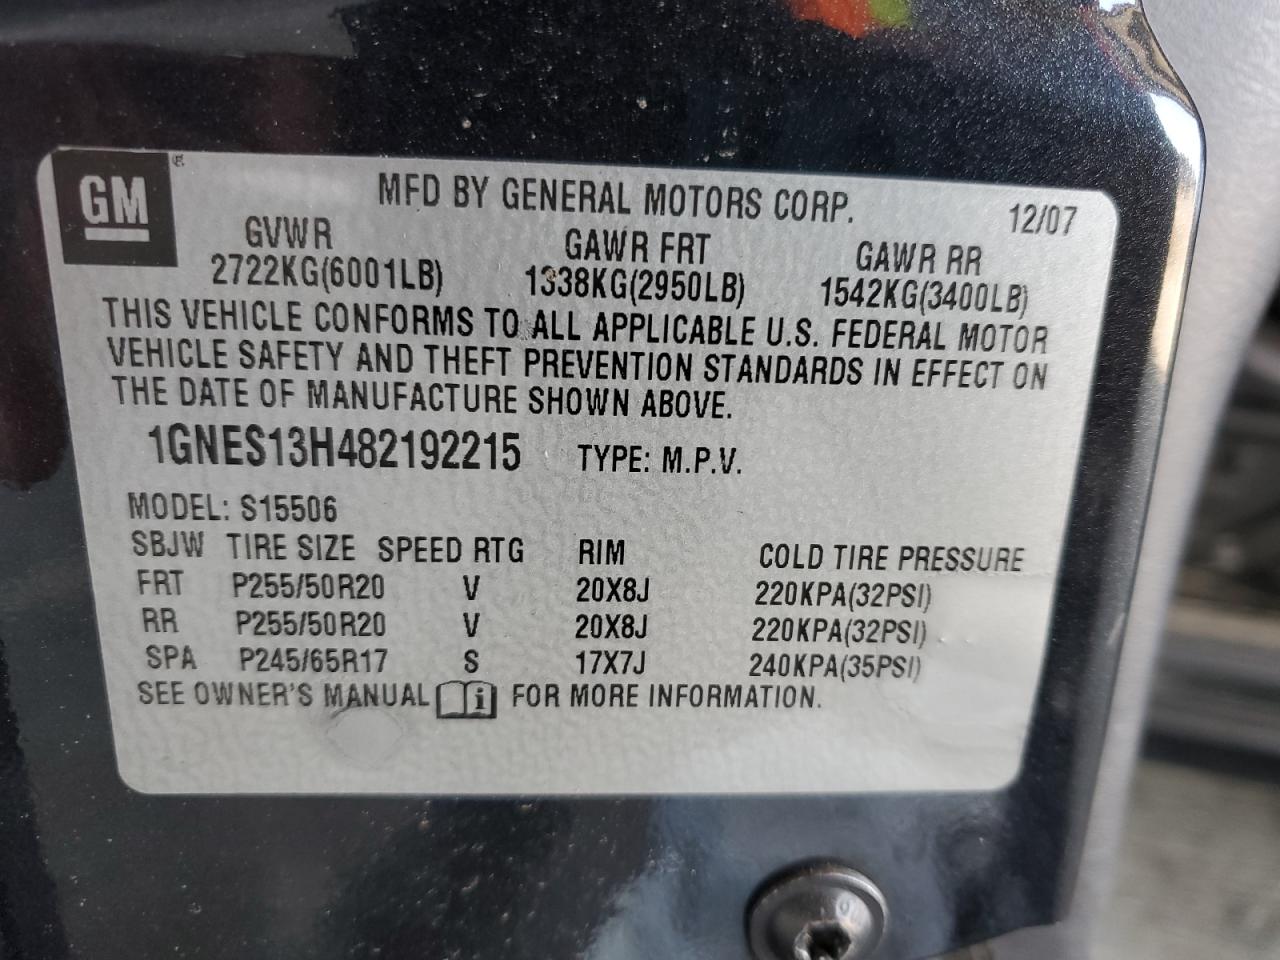 GM
MFD BY GENERAL MOTORS CORP.
12/07
GVWR GAWR FRT GAWR RR
2722KG(6001LB) 1338KG(2950LB) 1542KG(3400LB)
THIS VEHICLE CONFORMS TO ALL APPLICABLE U.S. FEDERAL MOTOR
VEHICLE SAFETY AND THEFT PREVENTION STANDARDS IN EFFECT ON
THE DATE OF MANUFACTURE SHOWN ABOVE.
1GNES13H482192215 TYPE: M.P.V.
MODEL: S15506
SBJW TIRE SIZE SPEED RTG RIM COLD TIRE PRESSURE
FRT P255/50R20 V 20X8J 220KPA(32PSI)
RR P255/50R20 V 20X8J 220KPA(32PSI)
SPA P245/65R17 S 17X7J 240KPA(35PSI)
SEE OWNER'S MANUAL i FOR MORE INFORMATION.